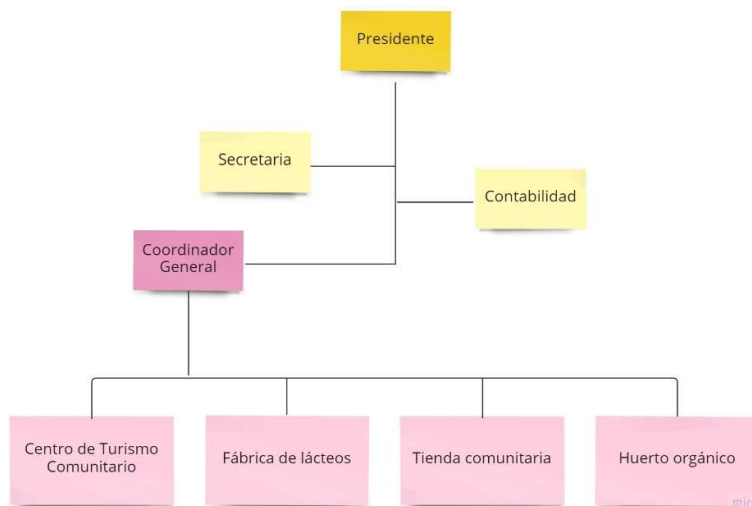 Presidente
Secretaria
Contabilidad
Coordinador
General
Centro de Turismo
Comunitario
Fábrica de lácteos
Tienda comunitaria
Huerto orgánico